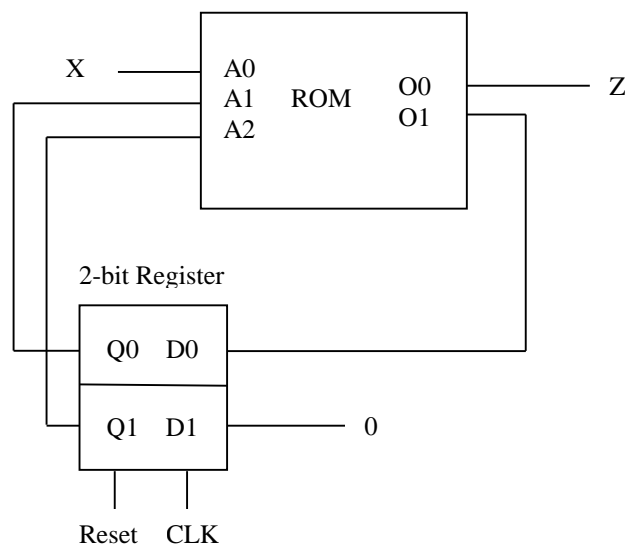 X
A0
A1
A2
ROM
O0
O1
Z
2-bit Register
Q0 D0
Q1 D1
0
Reset CLK